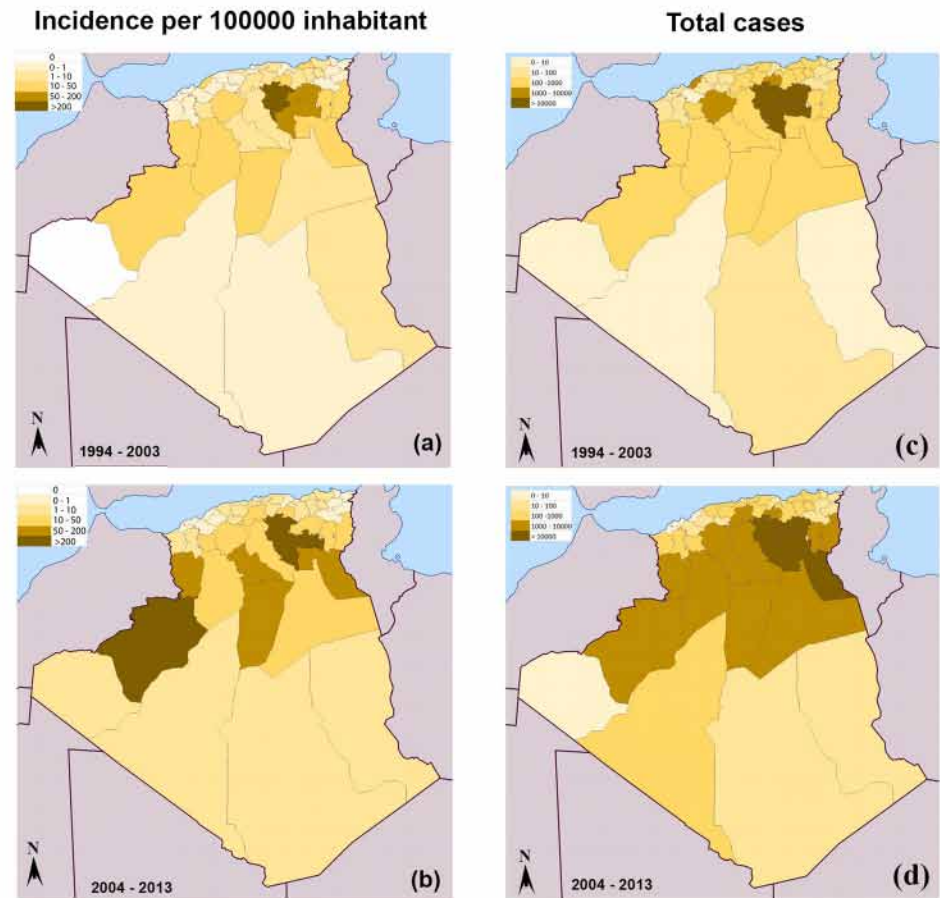 Incidence per 100000 inhabitant
Total cases
0
0 - 1
1 - 10
10 - 50
50 - 200
>200
N
1994 - 2003
(a)
0 - 10
10 - 100
100 -1000
1000 - 10000
> 10000
N
1994 - 2003
(c)
0
0 - 1
1 - 10
10 - 50
50 - 200
>200
N
2004 - 2013
(b)
0 - 10
10 - 100
100 -1000
1000 - 10000
> 10000
N
2004 - 2013
(d)